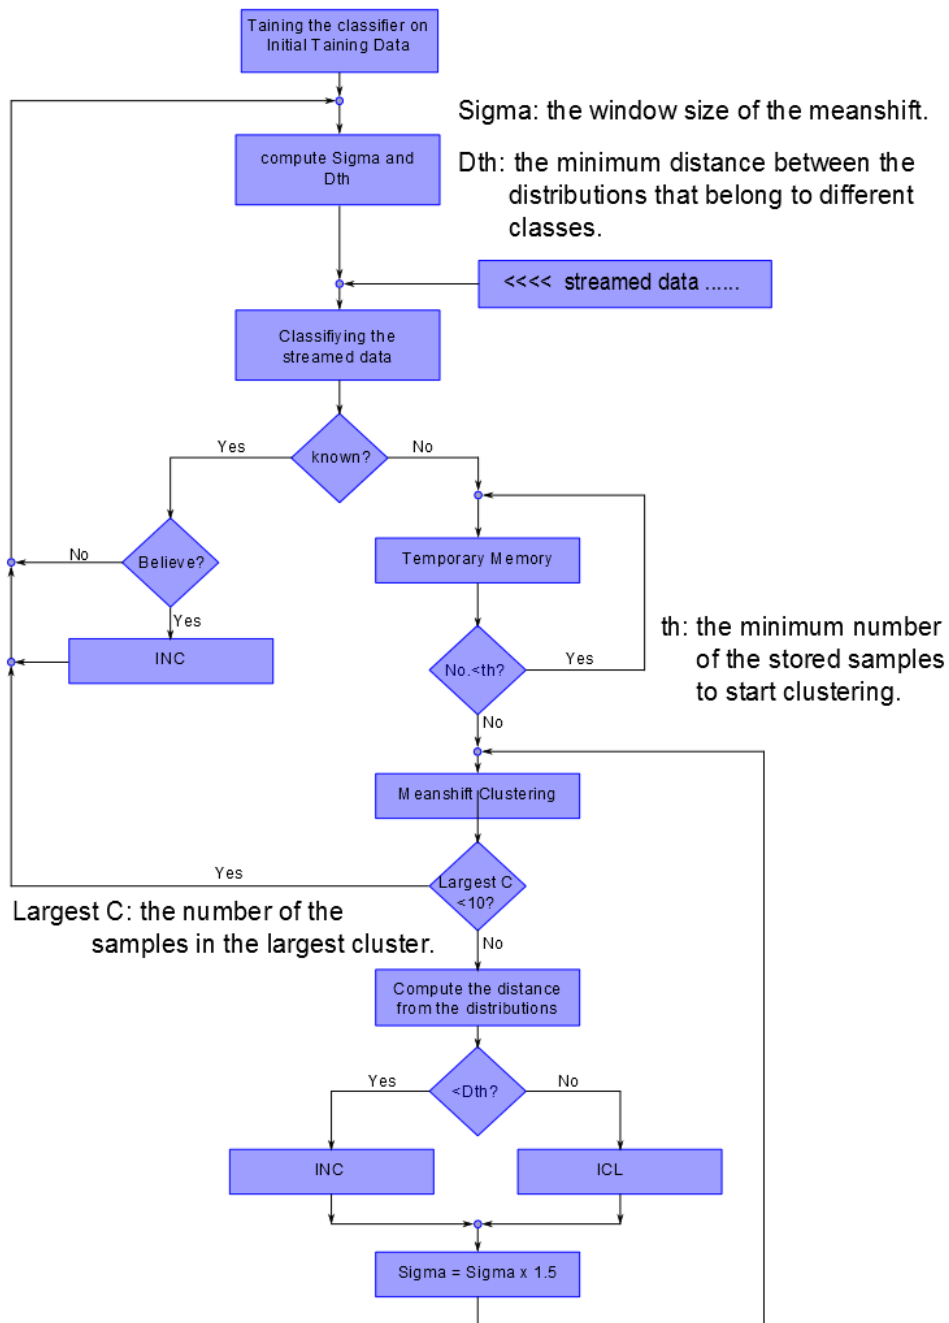 Taining the classifier on
Initial Taining Data
Sigma: the window size of the meanshift.
compute Sigma and
Dth
Dth: the minimum distance between the
distributions that belong to different
classes.
<<<< streamed data ......
Classifiying the
streamed data
Yes
known?
No
No
Believe?
Temporary Memory
Yes
INC
th: the minimum number
of the stored samples
to start clustering.
No.<th?
Yes
No
Meanshift Clustering
Yes
Largest C
<10?
Largest C: the number of the
samples in the largest cluster.
No
Compute the distance
from the distributions
Yes
<Dth?
No
INC
ICL
Sigma = Sigma x 1.5